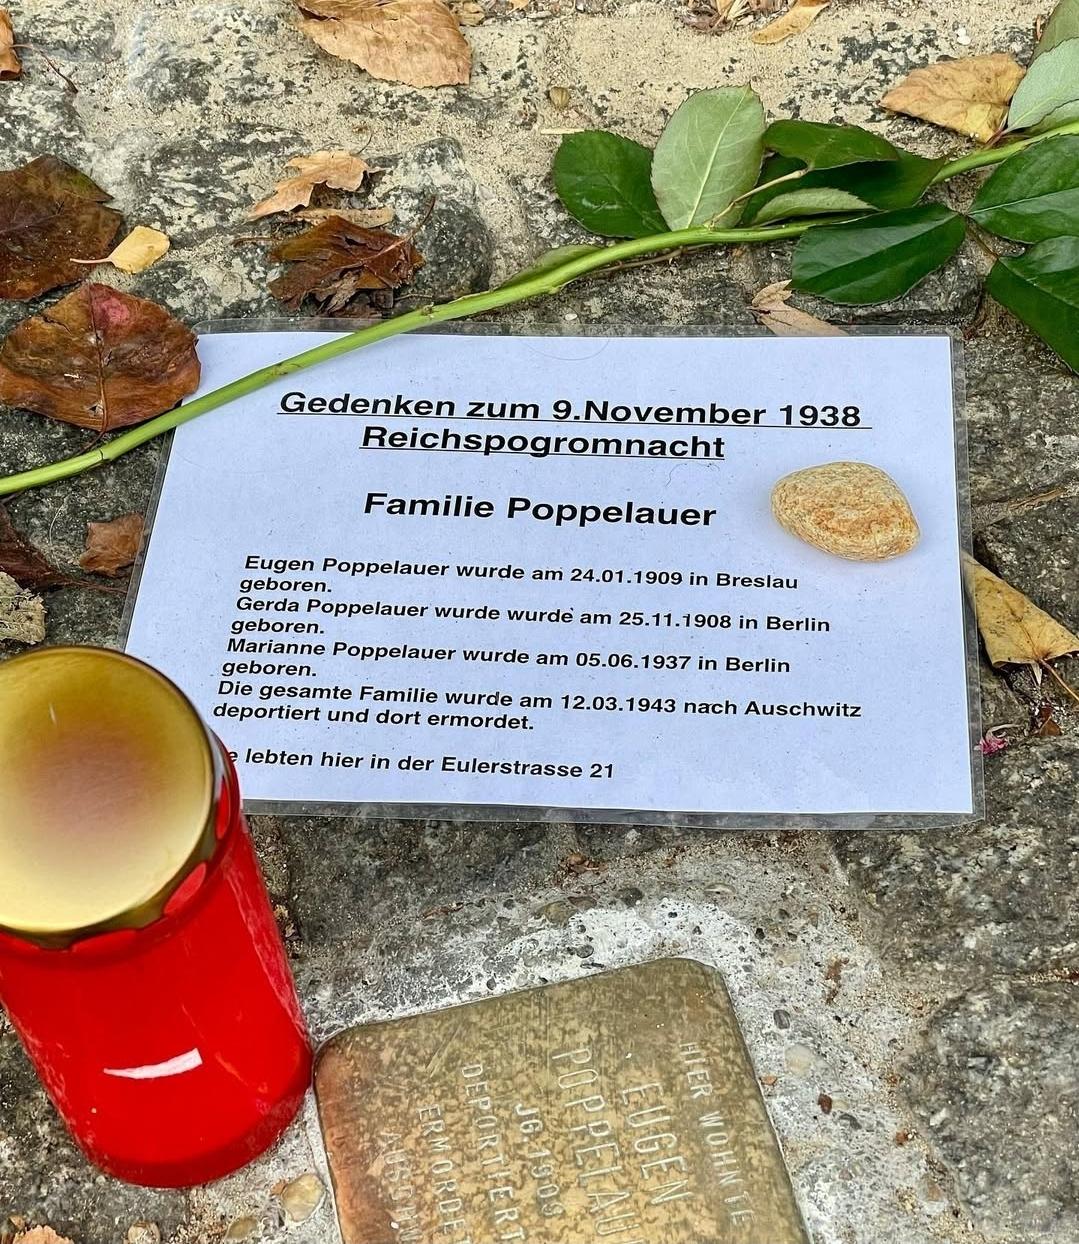 Gedenken zum 9.November 1938
Reichspogromnacht
Familie Poppelauer
Eugen Poppelauer wurde am 24.01.1909 in Breslau
geboren.
Gerda Poppelauer wurde wurde am 25.11.1908 in Berlin
geboren.
Marianne Poppelauer wurde am 05.06.1937 in Berlin
geboren.
Die gesamte Familie wurde am 12.03.1943 nach Auschwitz
deportiert und dort ermordet.
e lebten hier in der Eulerstrasse 21
HIER WOHNTE
EUGEN
POPPELAU
JG. 1909
DEPORTIERT
ERMORDE
AUSCHW